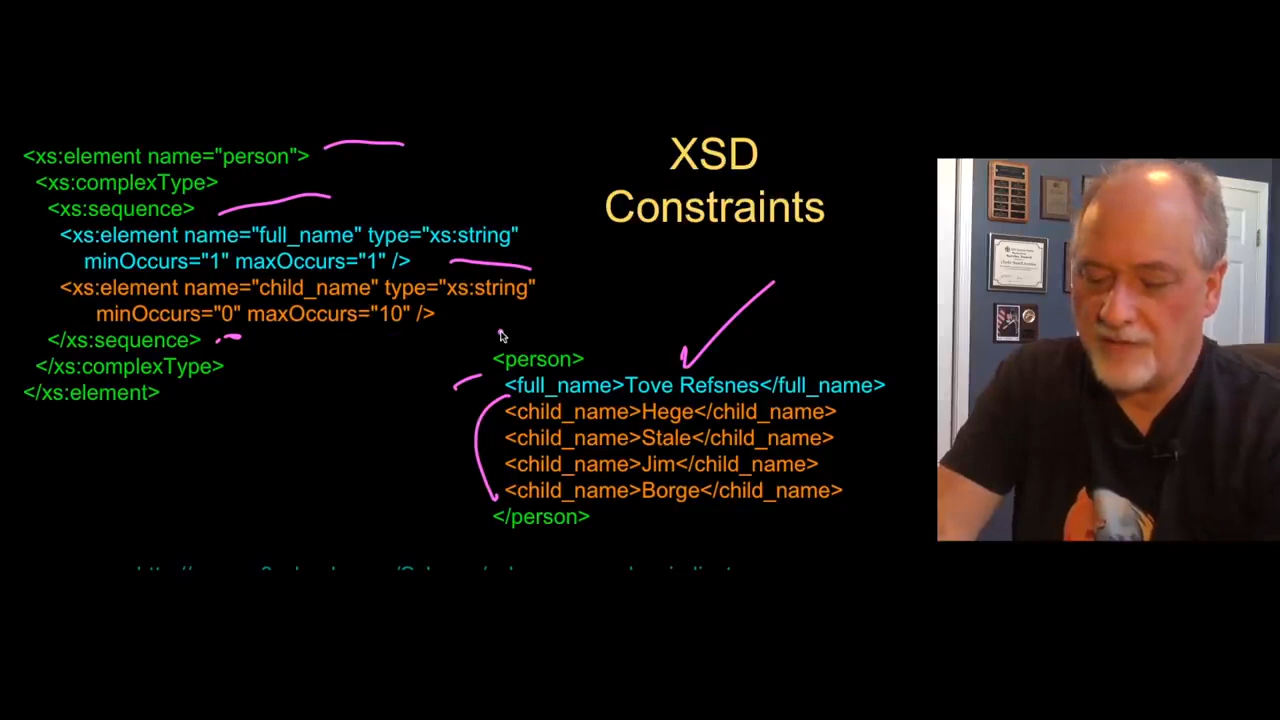 XSD
Constraints
<xs:element name="person">
<xs:complexType>
<xs:sequence>
<xs:element name="full_name" type="xs:string"
minOccurs="1" maxOccurs="1" />
<xs:element name="child_name" type="xs:string"
minOccurs="0" maxOccurs="10" />
</xs:sequence>
</xs:complexType>
</xs:element>
<person>
<full_name>Tove Refsnes</full_name>
<child_name>Hege</child_name>
<child_name>Stale</child_name>
<child_name>Jim</child_name>
<child_name>Borge</child_name>
</person>